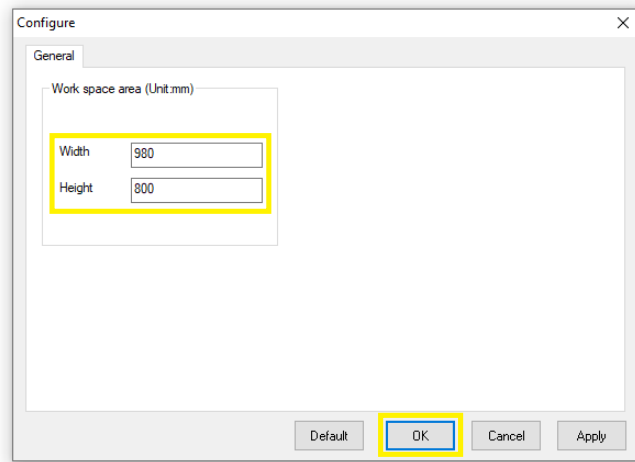 Configure
General
Work space area (Unit:mm)
Width 980
Height 800
Default OK Cancel Apply